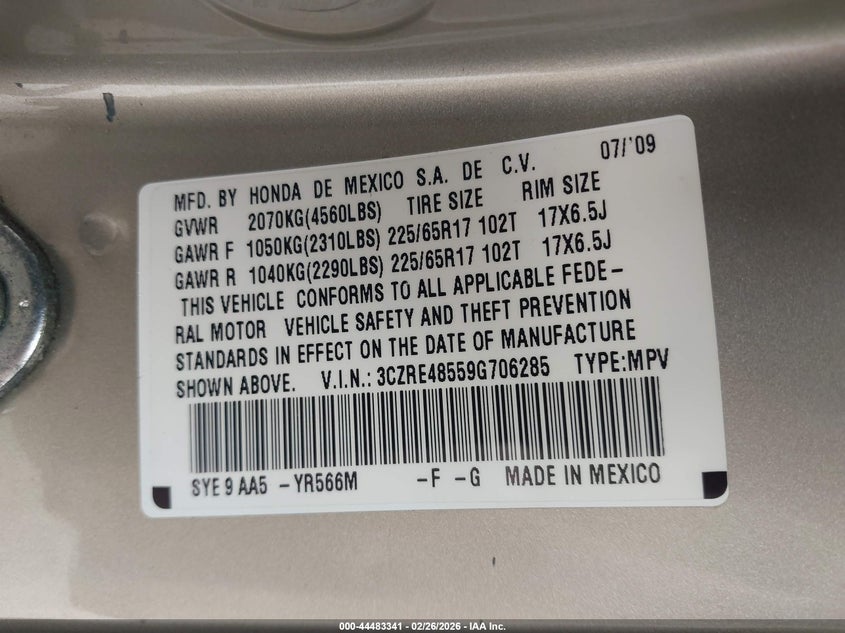 07/'09
MFD. BY HONDA DE MEXICO S.A. DE C.V.
GVWR 2070KG(4560LBS) TIRE SIZE RIM SIZE
GAWR F 1050KG(2310LBS) 225/65R17 102T 17X6.5J
GAWR R 1040KG(2290LBS) 225/65R17 102T 17X6.5J
THIS VEHICLE CONFORMS TO ALL APPLICABLE FEDE-
RAL MOTOR VEHICLE SAFETY AND THEFT PREVENTION
STANDARDS IN EFFECT ON THE DATE OF MANUFACTURE
SHOWN ABOVE. V.I.N.: 3CZRE48559G706285 TYPE:MPV
SYE 9 AA5 -YR566M -F -G MADE IN MEXICO
000-44483341 - 02/26/2026 - IAA Inc.